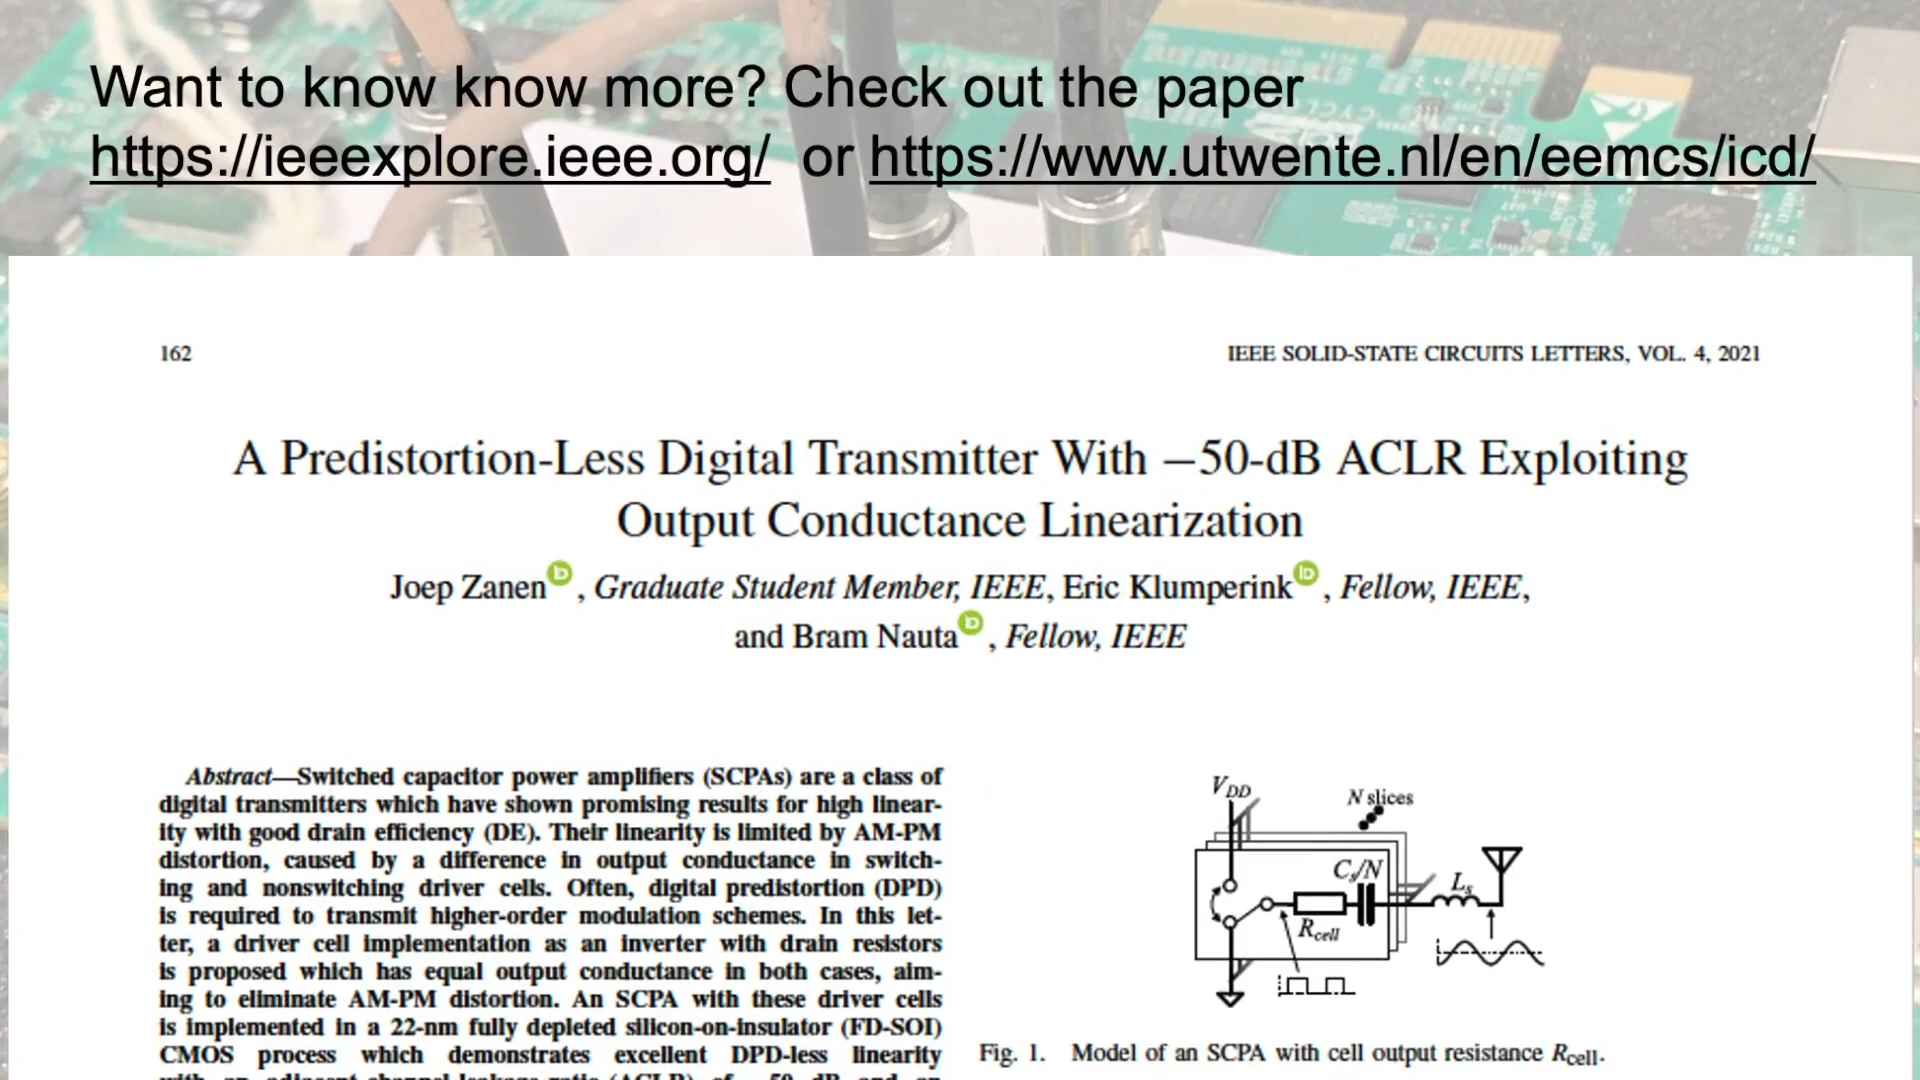 Want to know know more? Check out the paper
https://ieeexplore.ieee.org/ or https://www.utwente.nl/en/eemcs/icd/
162
IEEE SOLID-STATE CIRCUITS LETTERS, VOL. 4, 2021
A Predistortion-Less Digital Transmitter With −50-dB ACLR Exploiting
Output Conductance Linearization
Joep Zanen, Graduate Student Member, IEEE, Eric Klumperink, Fellow, IEEE,
and Bram Nauta, Fellow, IEEE
Abstract—Switched capacitor power amplifiers (SCPAs) are a class of
digital transmitters which have shown promising results for high linear-
ity with good drain efficiency (DE). Their linearity is limited by AM-PM
distortion, caused by a difference in output conductance in switch-
ing and nonswitching driver cells. Often, digital predistortion (DPD)
is required to transmit higher-order modulation schemes. In this let-
ter, a driver cell implementation as an inverter with drain resistors
is proposed which has equal output conductance in both cases, aim-
ing to eliminate AM-PM distortion. An SCPA with these driver cells
is implemented in a 22-nm fully depleted silicon-on-insulator (FD-SOI)
CMOS process which demonstrates excellent DPD-less linearity
VDD
N slices
Cs/N
Ls
Rcell
Fig. 1. Model of an SCPA with cell output resistance Rcell.